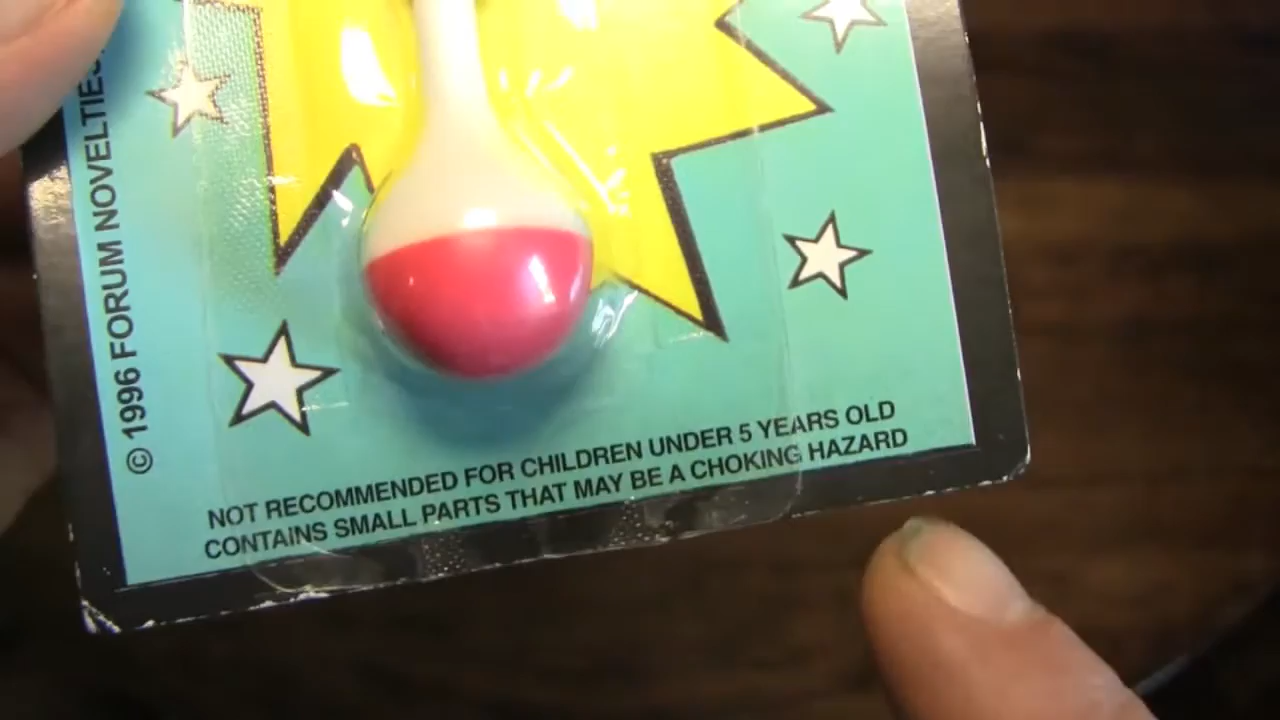 © 1996 FORUM NOVELTIES
NOT RECOMMENDED FOR CHILDREN UNDER 5 YEARS OLD
CONTAINS SMALL PARTS THAT MAY BE A CHOKING HAZARD